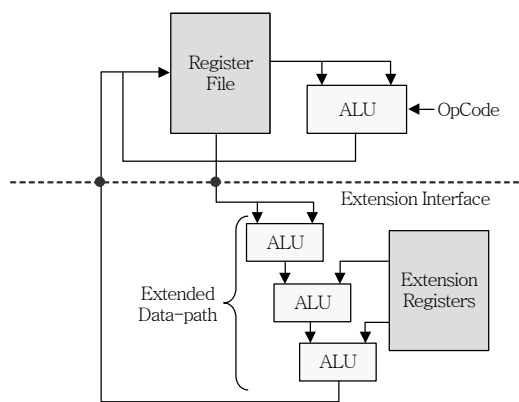 Register
File
ALU
OpCode
Extension Interface
ALU
Extended
Data-path
ALU
Extension
Registers
ALU